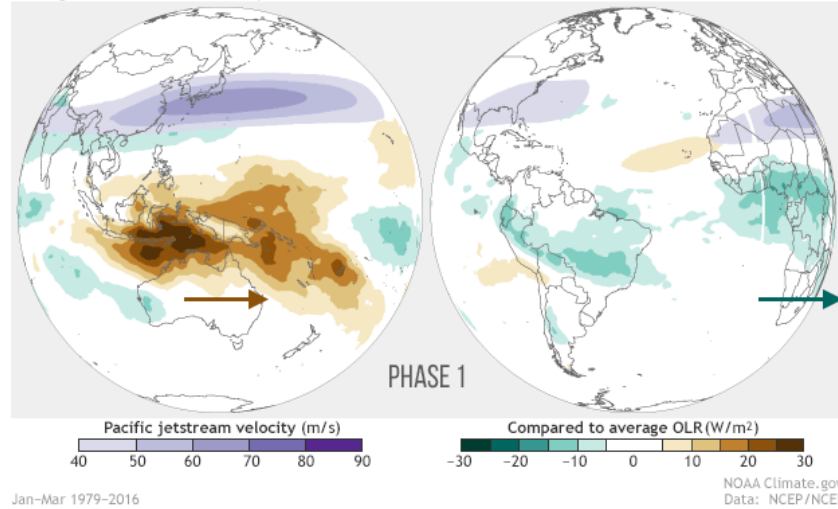 PHASE 1
Pacific jetstream velocity (m/s)
40 50 60 70 80 90
Compared to average OLR (W/m²)
−30 −20 −10 0 10 20 30
NOAA Climate.gov
Jan–Mar 1979–2016
Data: NCEP/NCE